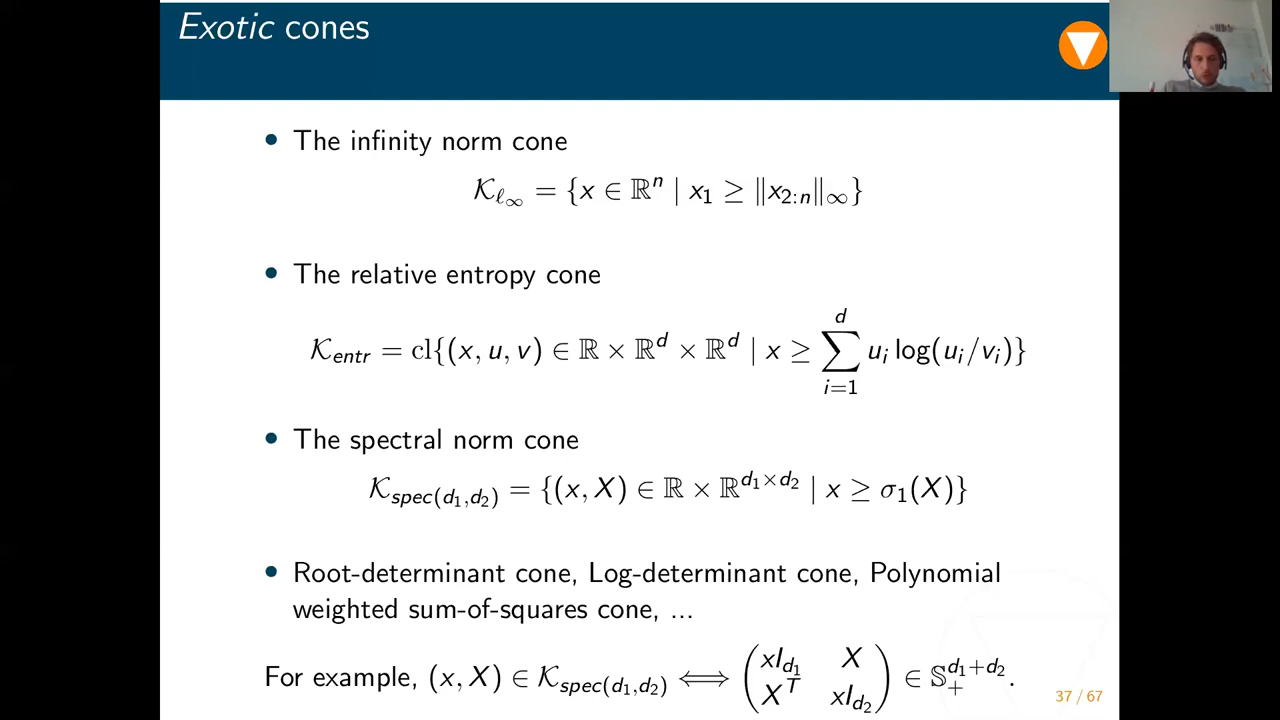 Exotic cones
• The infinity norm cone
𝒦_{ℓ_∞} = {x ∈ ℝ^n | x_1 ≥ ‖x_{2:n}‖_∞}
• The relative entropy cone
𝒦_{entr} = cl{(x, u, v) ∈ ℝ × ℝ^d × ℝ^d | x ≥ ∑_{i=1}^{d} u_i log(u_i/v_i)}
• The spectral norm cone
𝒦_{spec(d_1,d_2)} = {(x, X) ∈ ℝ × ℝ^{d_1×d_2} | x ≥ σ_1(X)}
• Root-determinant cone, Log-determinant cone, Polynomial
weighted sum-of-squares cone, ...
For example, (x, X) ∈ 𝒦_{spec(d_1,d_2)} ⟺ (xI_{d_1} X; X^T xI_{d_2}) ∈ 𝕊_+^{d_1+d_2}.
37 / 67